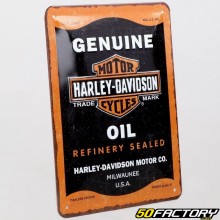 GENUINE
MOTOR
HARLEY-DAVIDSON
TRADE MARK
CYCLES
OIL
REFINERY SEALED
HARLEY-DAVIDSON MOTOR CO.
MILWAUKEE
U.S.A.
50FACTORY